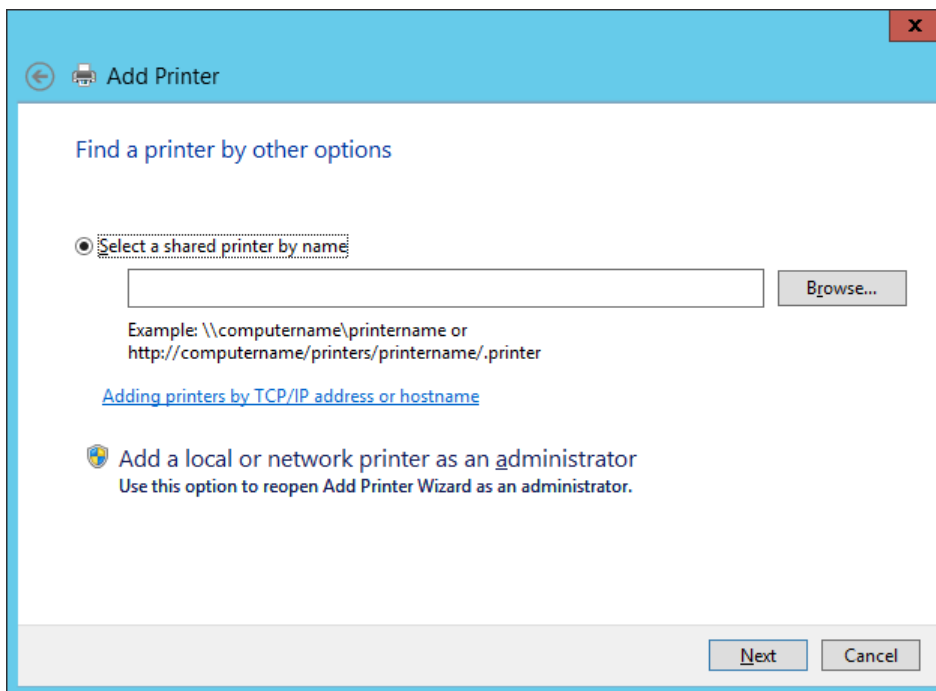 Add Printer
Find a printer by other options
Select a shared printer by name
Browse...
Example: \\computername\printername or
http://computername/printers/printername/.printer
Adding printers by TCP/IP address or hostname
Add a local or network printer as an administrator
Use this option to reopen Add Printer Wizard as an administrator.
Next
Cancel